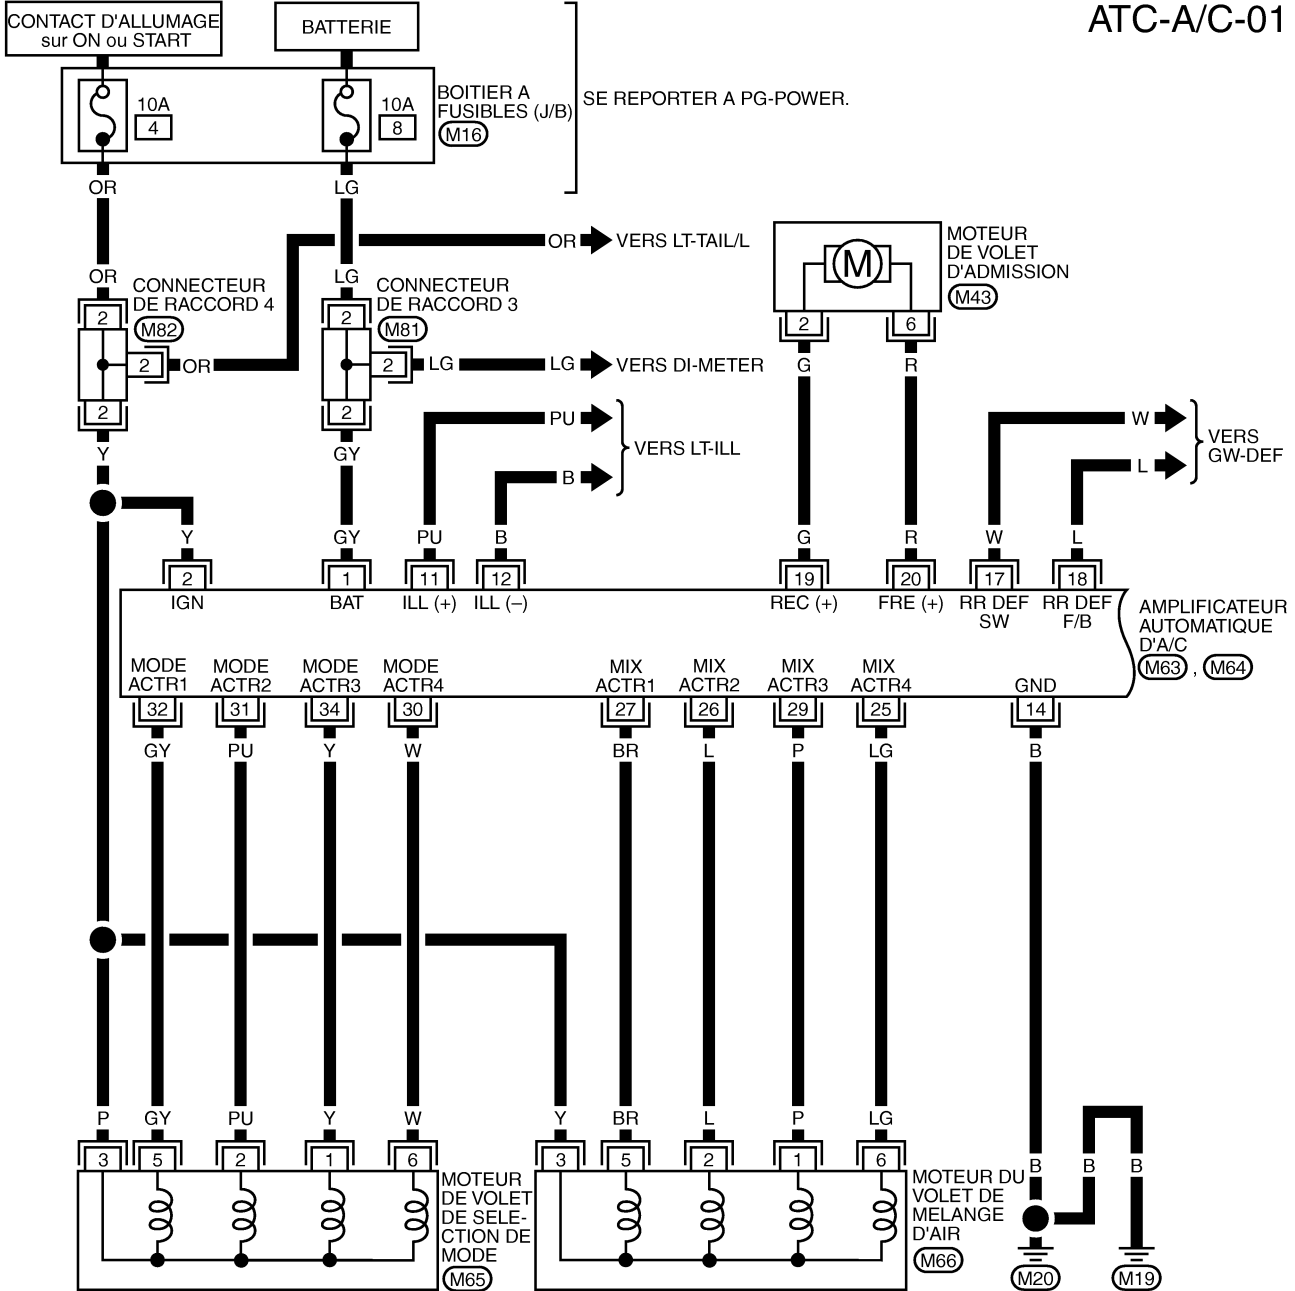 ATC-A/C-01
CONTACT D'ALLUMAGE
sur ON ou START
BATTERIE
10A
4
10A
8
BOITIER A
FUSIBLES (J/B)
M16
SE REPORTER A PG-POWER.
OR
LG
OR VERS LT-TAIL/L
OR
LG
CONNECTEUR
DE RACCORD 4
M82
CONNECTEUR
DE RACCORD 3
M81
2
2
2
OR
2
LG
LG
VERS DI-METER
2
2
Y
GY
PU
B
VERS LT-ILL
M
MOTEUR
DE VOLET
D'ADMISSION
M43
2
6
G
R
W
L
VERS
GW-DEF
Y
GY
PU
B
G
R
W
L
2
1
11
12
19
20
17
18
IGN
BAT
ILL (+)
ILL (–)
REC (+)
FRE (+)
RR DEF
SW
RR DEF
F/B
AMPLIFICATEUR
AUTOMATIQUE
D'A/C
M63 , M64
MODE
ACTR1
MODE
ACTR2
MODE
ACTR3
MODE
ACTR4
MIX
ACTR1
MIX
ACTR2
MIX
ACTR3
MIX
ACTR4
GND
32
31
34
30
27
26
29
25
14
GY
PU
Y
W
BR
L
P
LG
B
P
GY
PU
Y
W
Y
BR
L
P
LG
3
5
2
1
6
3
5
2
1
6
B
B
B
MOTEUR
DE VOLET
DE SELE-
CTION DE
MODE
M65
MOTEUR DU
VOLET DE
MELANGE
D'AIR
M66
M20
M19